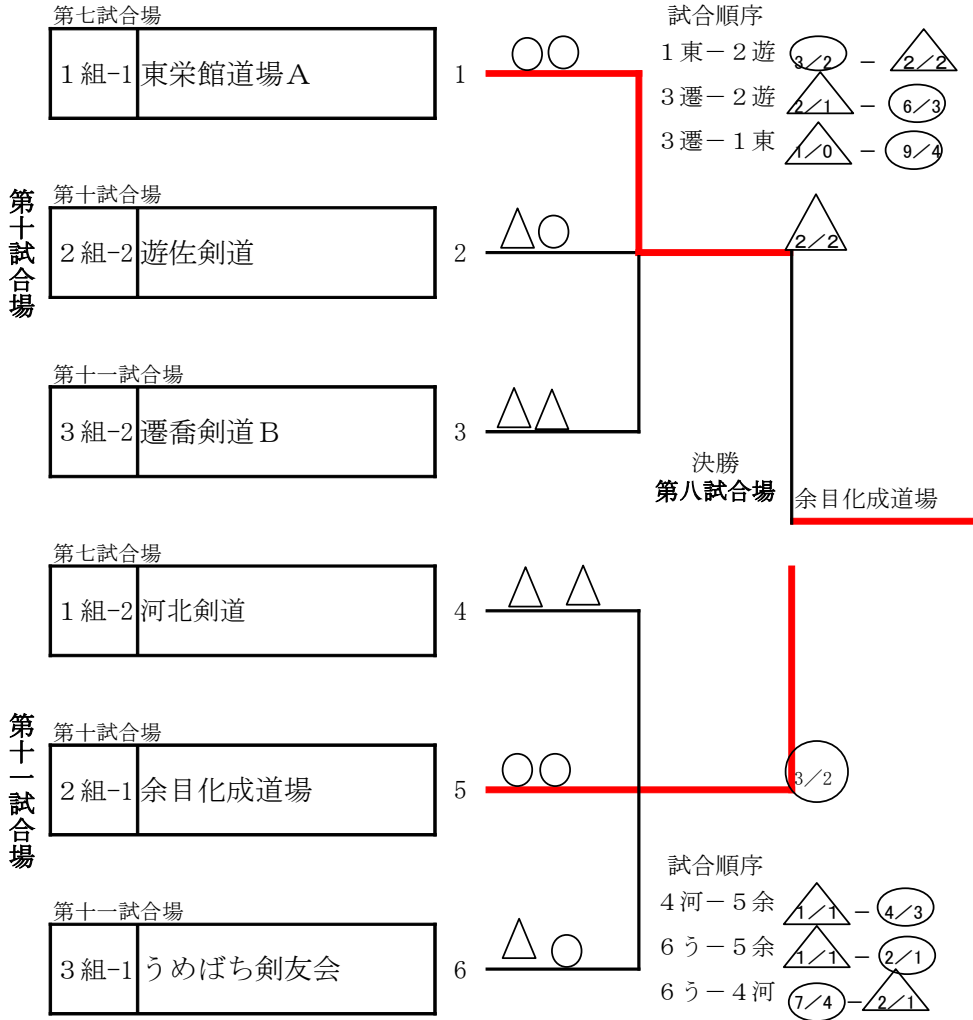 第七試合場
1組-1 東栄館道場A
1
試合順序
1東－2遊 3/2 － 2/2
3遷－2遊 2/1 － 6/3
3遷－1東 1/0 － 9/4
第十試合場
第十試合場
2組-2 遊佐剣道
2
2/2
第十一試合場
3組-2 遷喬剣道B
3
決勝
第八試合場
余目化成道場
第七試合場
1組-2 河北剣道
4
第十一試合場
第十試合場
2組-1 余目化成道場
5
3/2
第十一試合場
3組-1 うめばち剣友会
6
試合順序
4河－5余 1/1 － 4/3
6う－5余 1/1 － 2/1
6う－4河 7/4 － 2/1